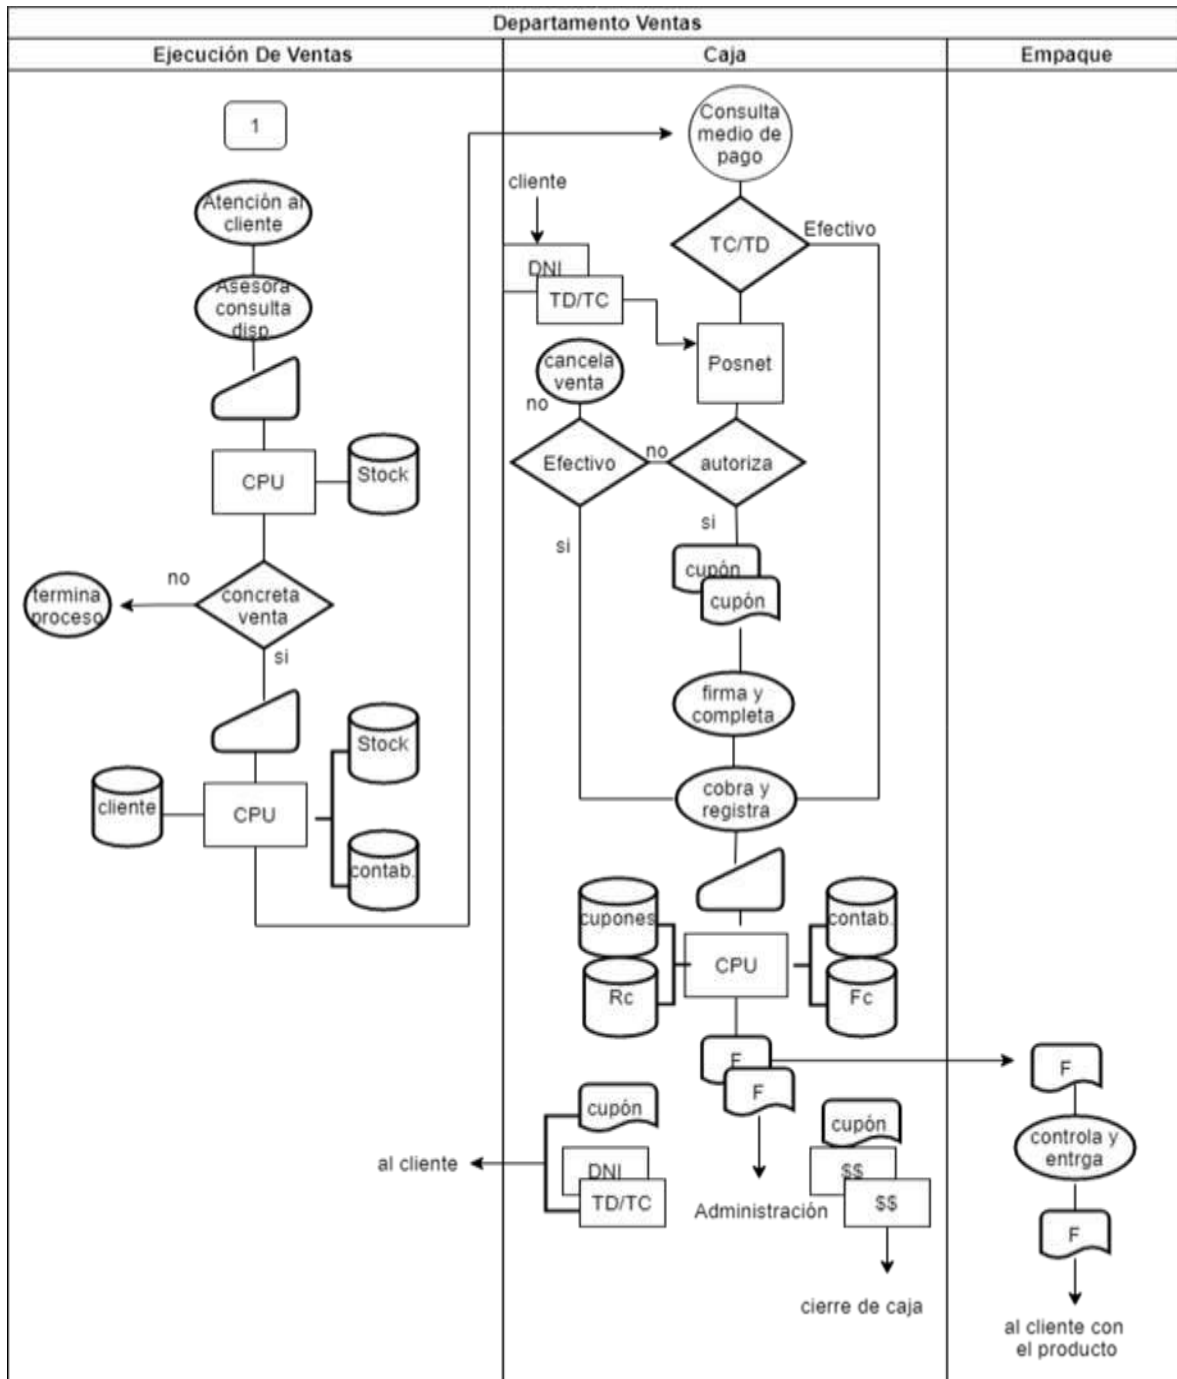 Departamento Ventas
Ejecución De Ventas
Caja
Empaque
1
Atención al
cliente
Asesora
consulta
disp.
CPU
Stock
concreta
venta
no
termina
proceso
si
Stock
cliente
CPU
contab.
Consulta
medio de
pago
cliente
TC/TD
Efectivo
DNI
TD/TC
Posnet
cancela
venta
no
Efectivo
no
autoriza
si
si
cupón
cupón
firma y
completa
cobra y
registra
cupones
contab.
CPU
Rc
Fc
F
F
cupón
al cliente
DNI
TD/TC
Administración
cupón
$$
$$
cierre de caja
F
controla y
entrga
F
al cliente con
el producto